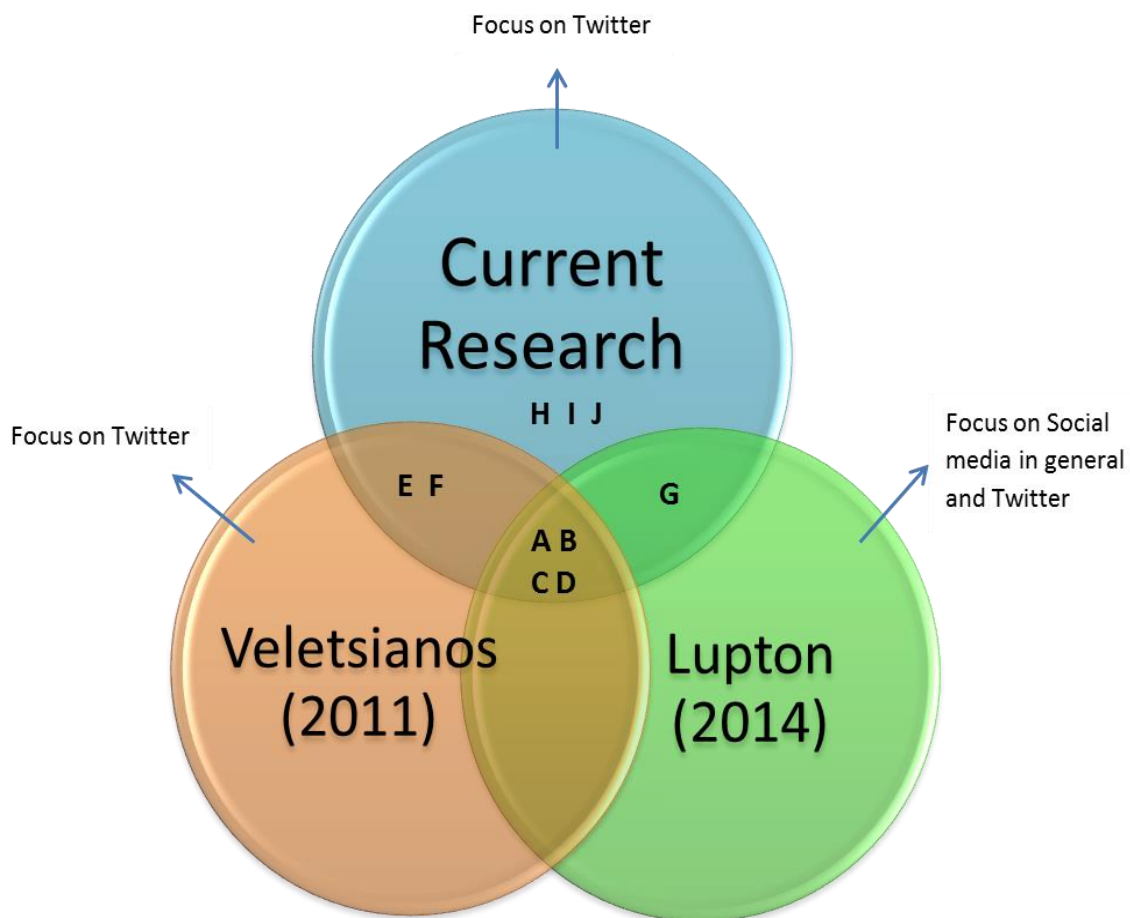 Focus on Twitter
Current
Research
H I J
Focus on Twitter
Focus on Social
media in general
and Twitter
E F
G
A B
C D
Veletsianos
(2011)
Lupton
(2014)